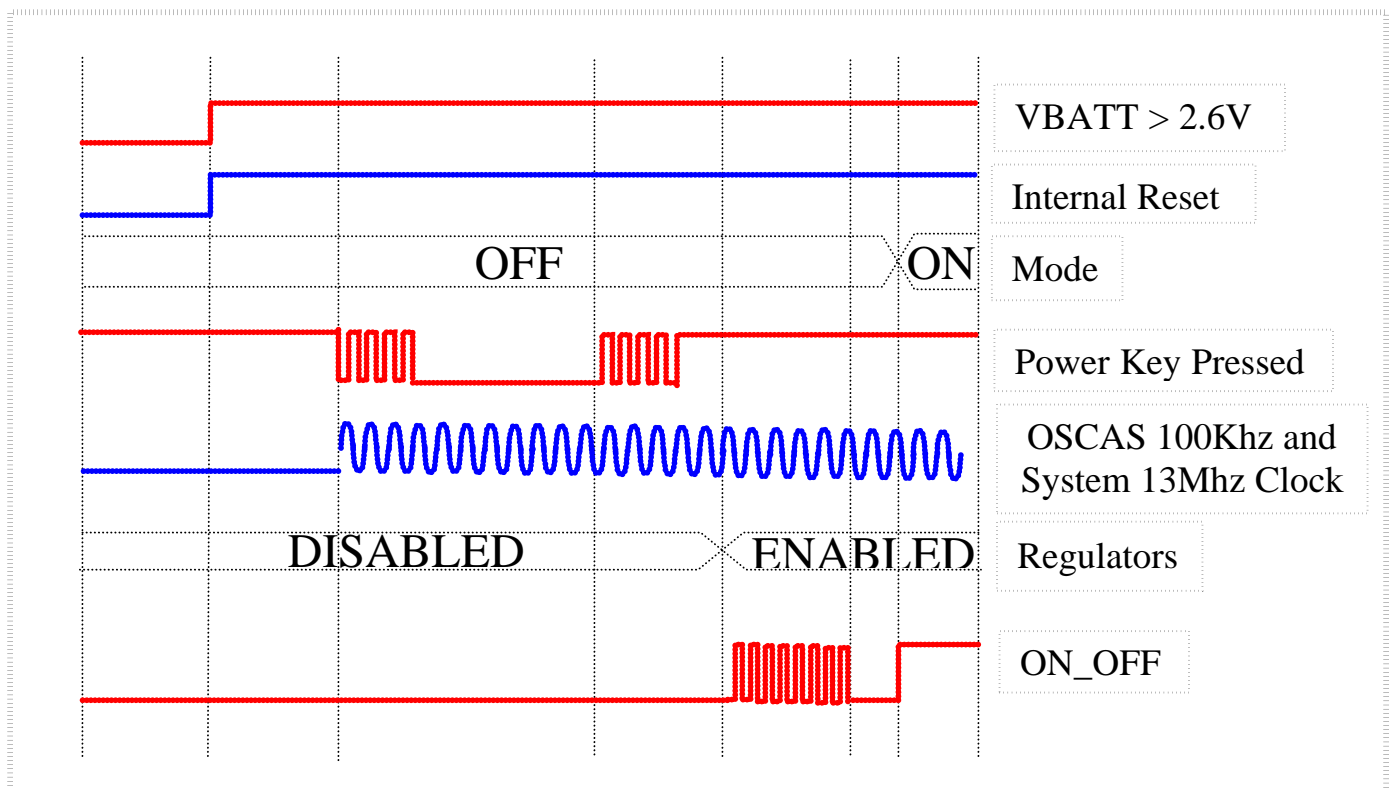 VBATT > 2.6V
Internal Reset
OFF
ON
Mode
Power Key Pressed
OSCAS 100Khz and
System 13Mhz Clock
DISABLED
ENABLED
Regulators
ON_OFF